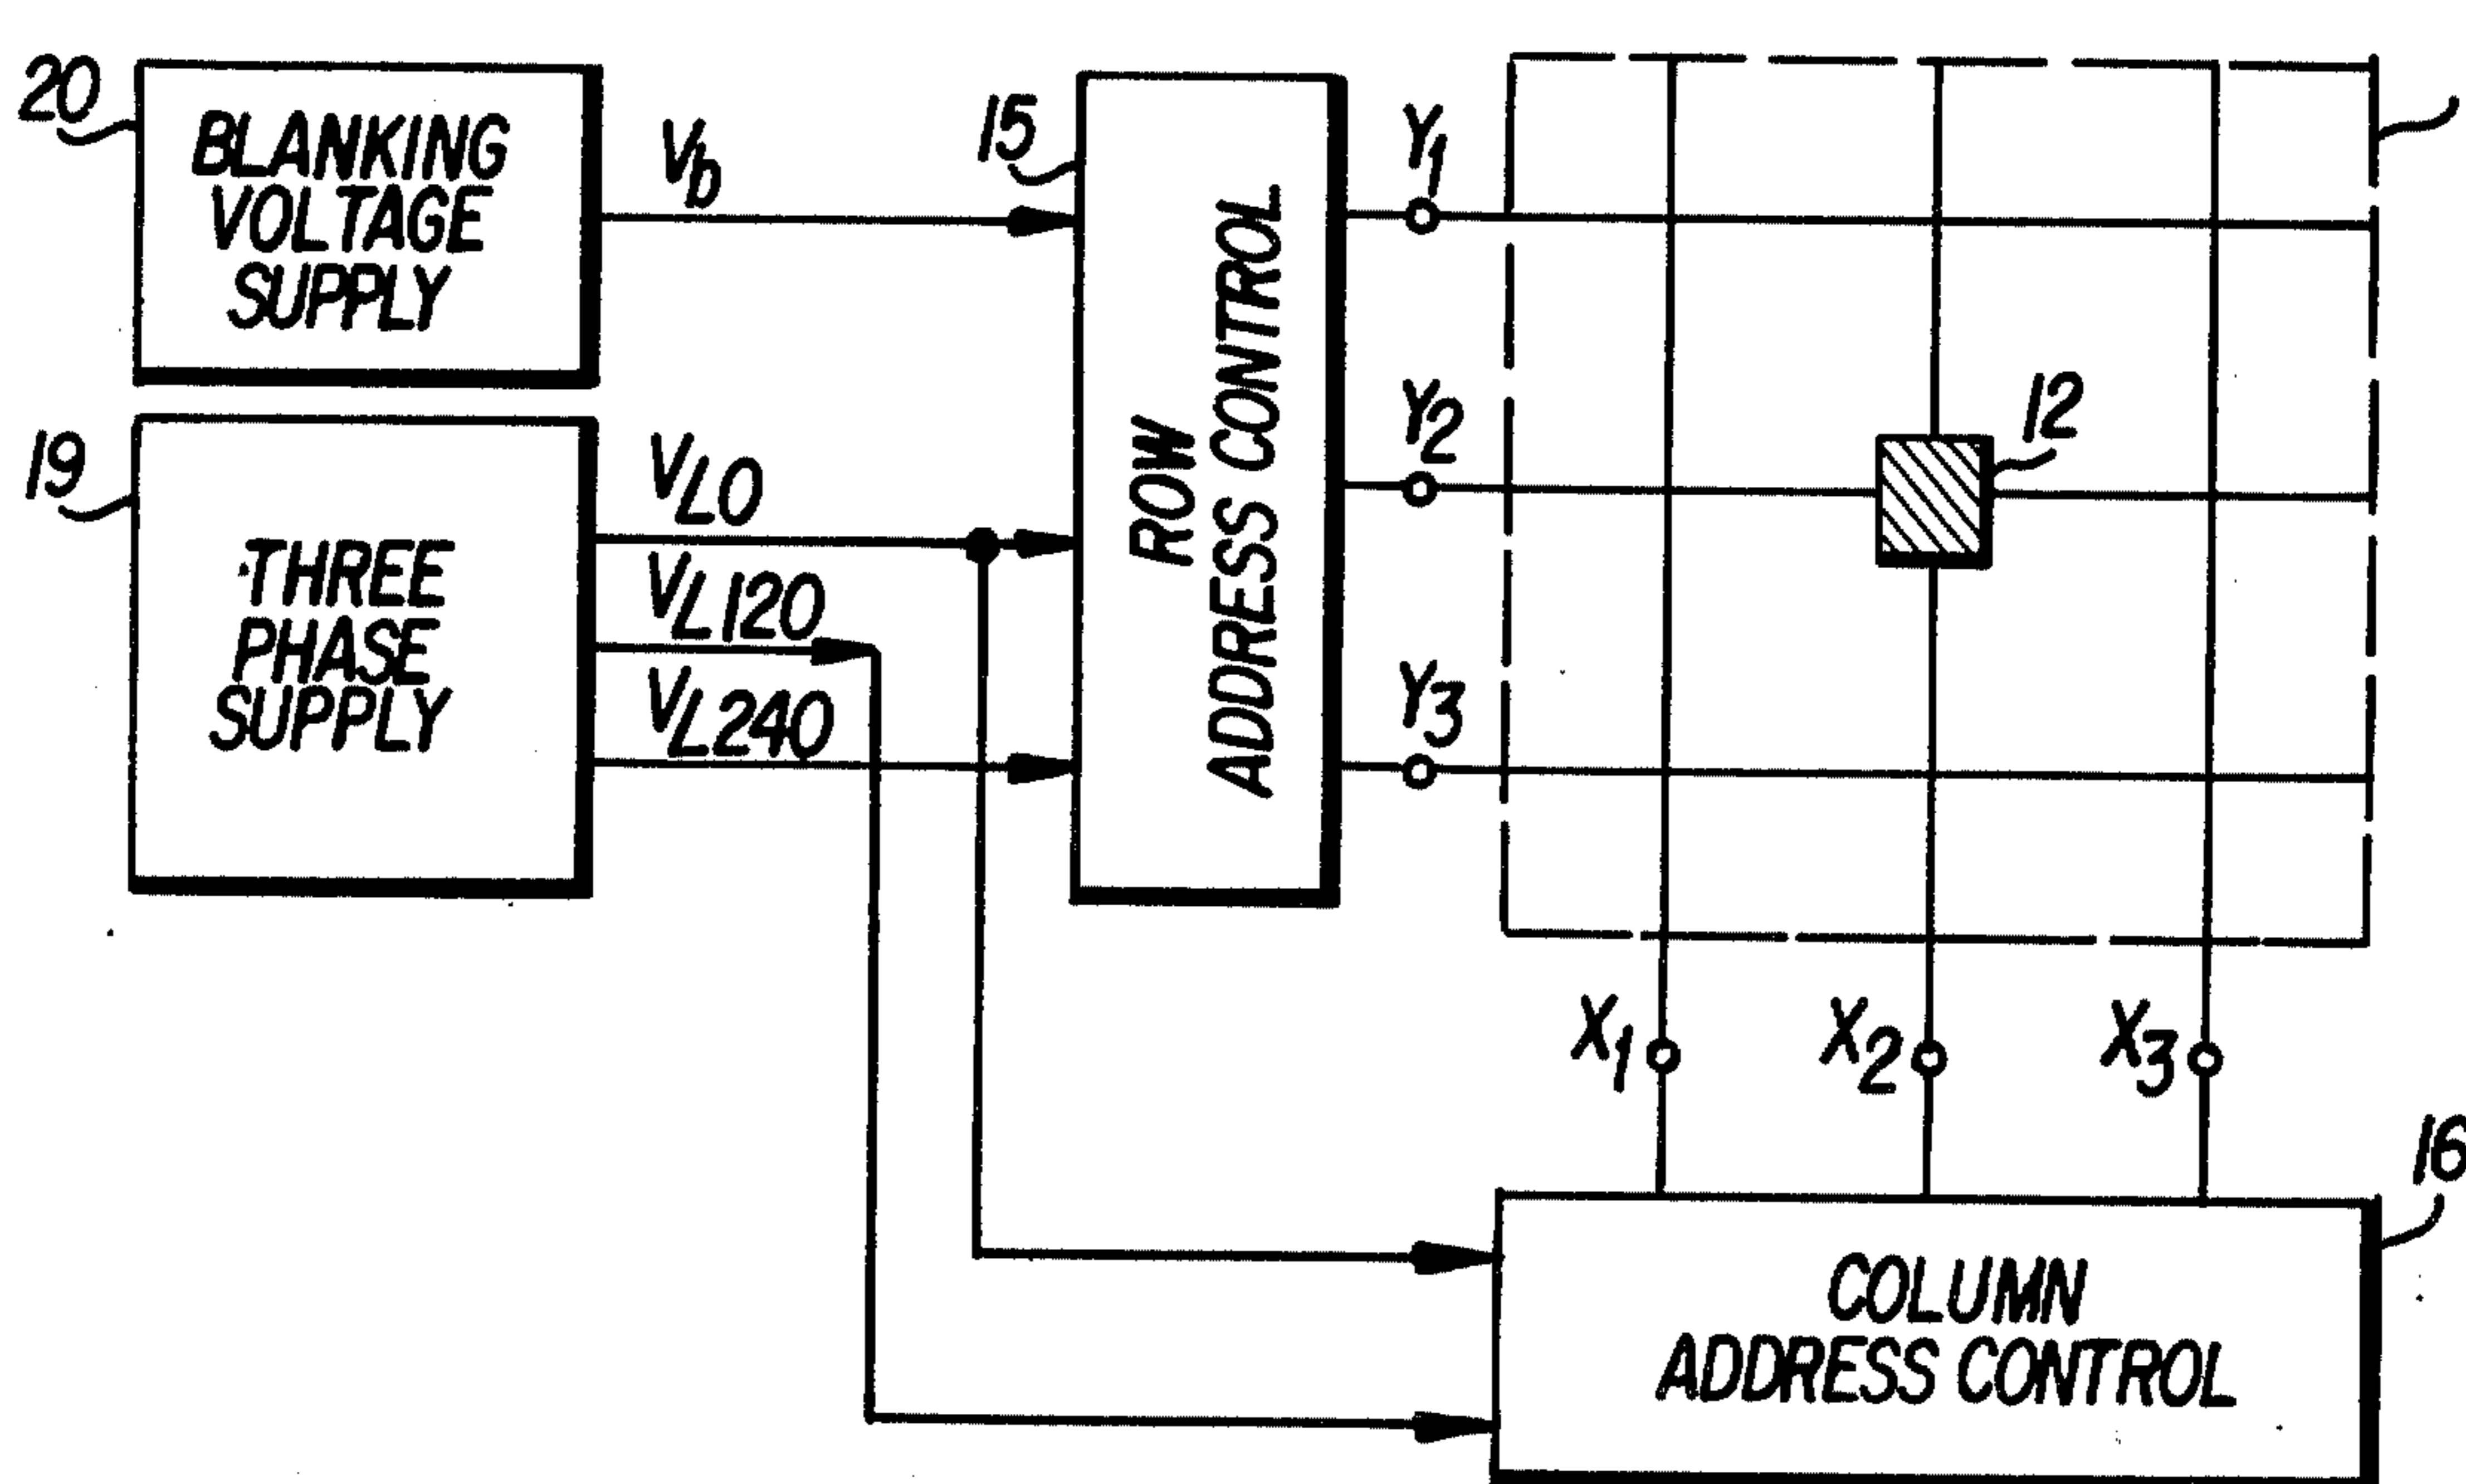 20
BLANKING
VOLTAGE
SUPPLY
Vb
15
ROW
ADDRESS CONTROL
Y1
Y2
Y3
12
19
THREE
PHASE
SUPPLY
VL0
VL120
VL240
X1
X2
X3
16
COLUMN
ADDRESS CONTROL